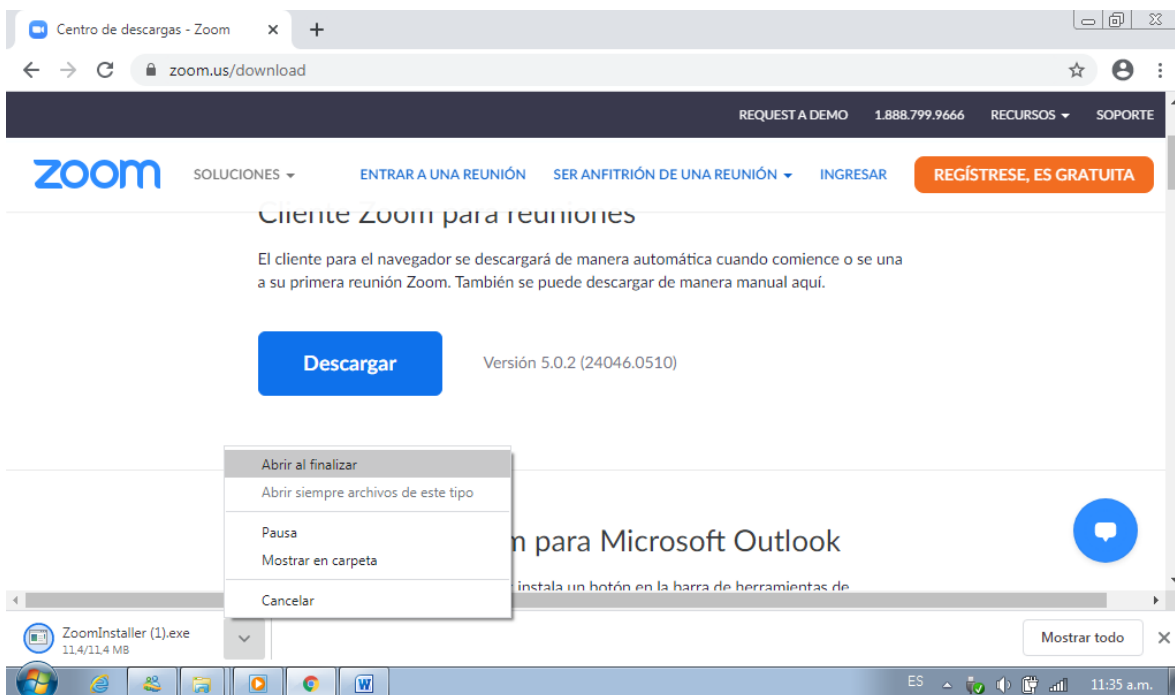 Centro de descargas - Zoom
zoom.us/download
REQUEST A DEMO 1.888.799.9666 RECURSOS SOPORTE
zoom SOLUCIONES ENTRAR A UNA REUNIÓN SER ANFITRIÓN DE UNA REUNIÓN INGRESAR REGÍSTRESE, ES GRATUITA
Cliente Zoom para reuniones
El cliente para el navegador se descargará de manera automática cuando comience o se una
a su primera reunión Zoom. También se puede descargar de manera manual aquí.
Descargar Versión 5.0.2 (24046.0510)
Abrir al finalizar
Abrir siempre archivos de este tipo
Pausa
Mostrar en carpeta
Cancelar
para Microsoft Outlook
instala un botón en la barra de herramientas de
ZoomInstaller (1).exe
11,4/11,4 MB
Mostrar todo
W
ES 11:35 a.m.